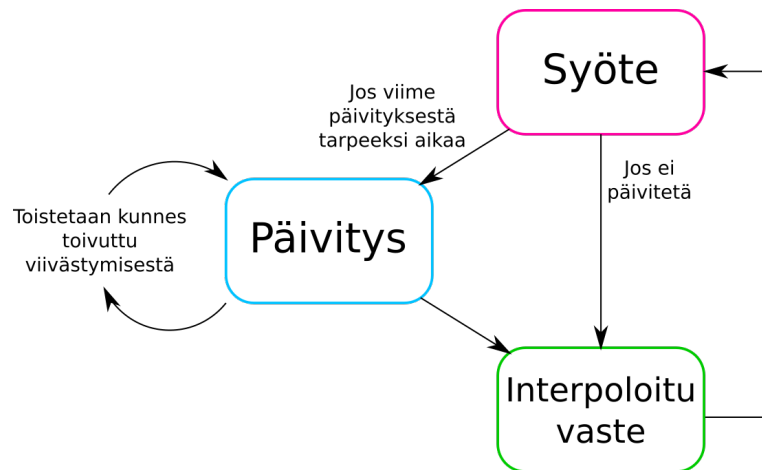 Syöte
Jos viime
päivityksestä
tarpeeksi aikaa
Jos ei
päivitetä
Toistetaan kunnes
toivuttu
viivästymisestä
Päivitys
Interpoloitu
vaste